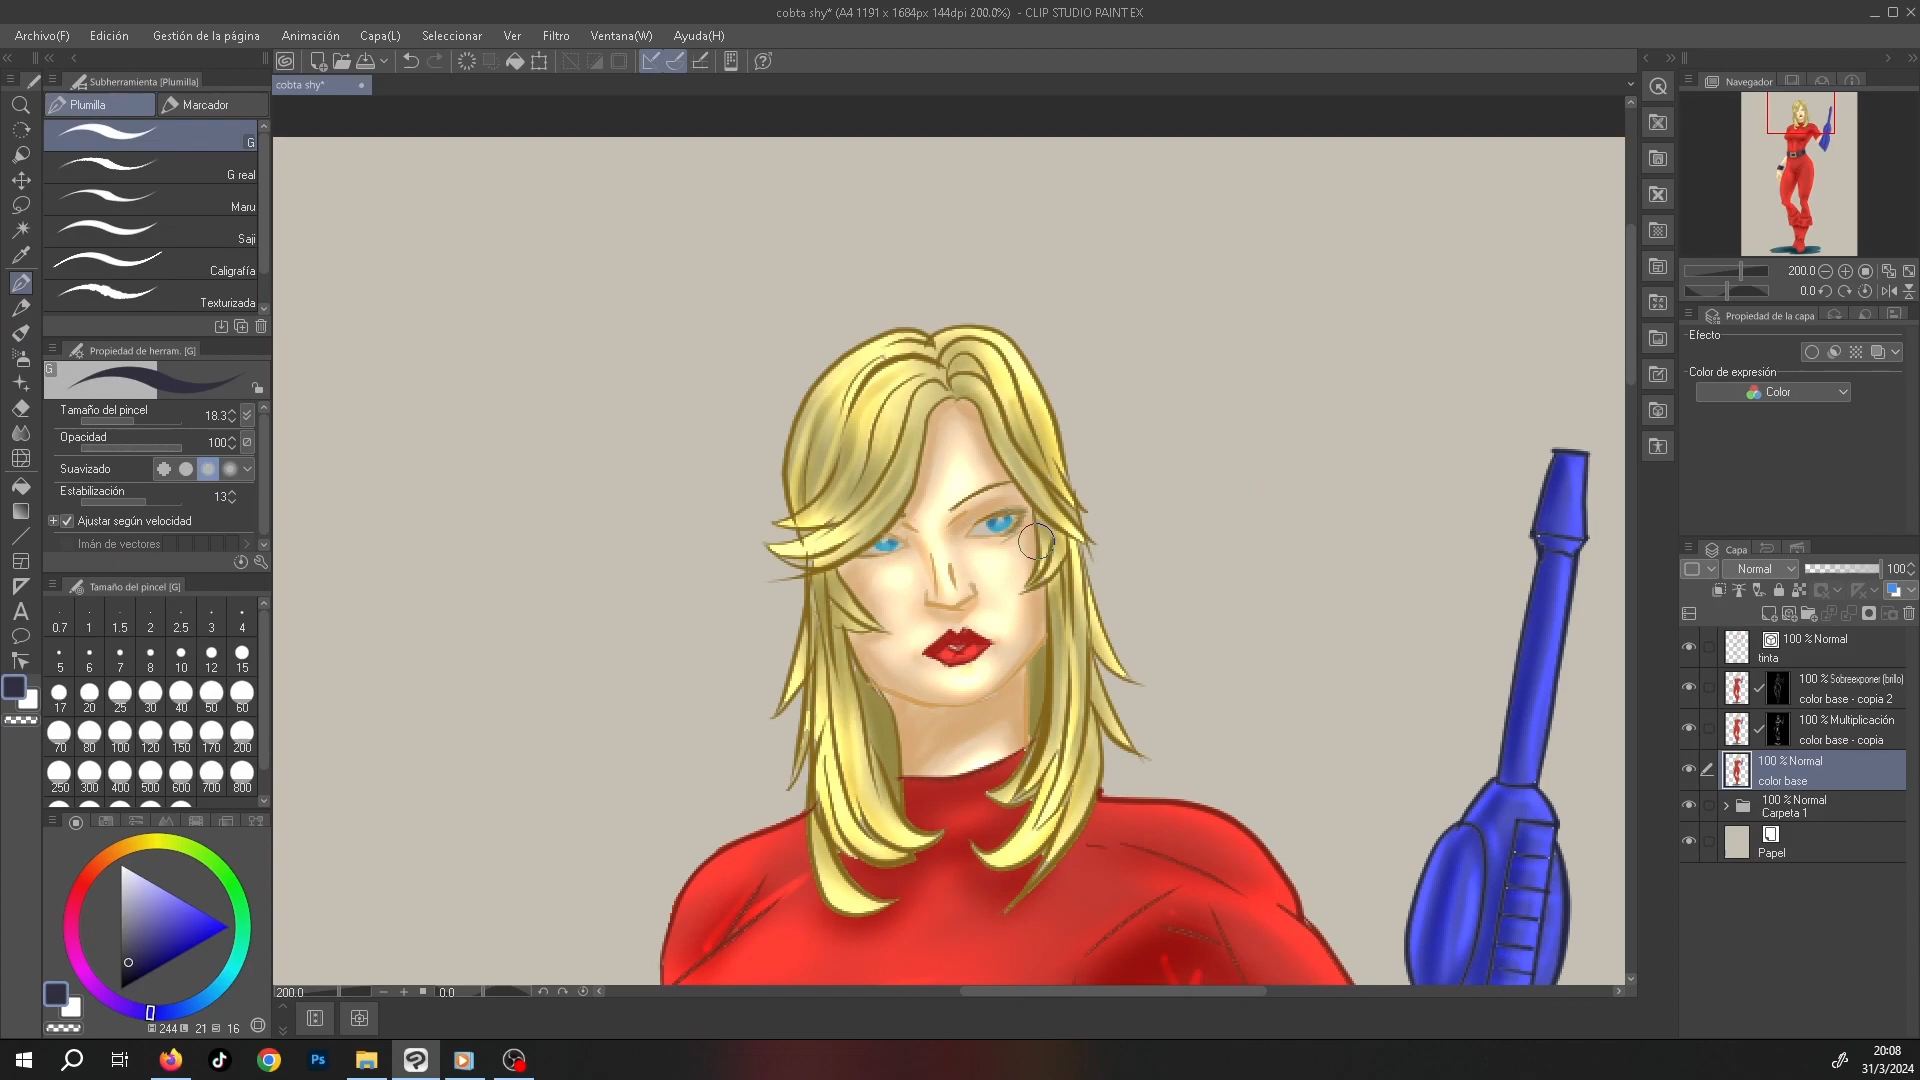 cobta shy* (A4 1191 x 1684px 144dpi 200.0%) - CLIP STUDIO PAINT EX
Archivo(F) Edición Gestión de la página Animación Capa(L) Seleccionar Ver Filtro Ventana(W) Ayuda(H)
Subherramienta [Plumilla]
cobta shy*
Plumilla Marcador
G
G real
Maru
Saji
Caligrafía
Texturizada
Propiedad de herram. [G]
G
Tamaño del pincel 18.3
Opacidad 100
Suavizado
Estabilización 13
Ajustar según velocidad
Imán de vectores
Tamaño del pincel [G]
0.7 1 1.5 2 2.5 3 4
5 6 7 8 10 12 15
17 20 25 30 40 50 60
70 80 100 120 150 170 200
250 300 400 500 600 700 800
244 21 16
200.0 0.0
Navegador
200.0
0.0
Propiedad de la capa
Efecto
Color de expresión
Color
Capa
Normal 100
100 % Normal
tinta
100 % Sobreexponer (brillo)
color base - copia 2
100 % Multiplicación
color base - copia
100 % Normal
color base
100 % Normal
Carpeta 1
Papel
Ps
20:08
31/3/2024